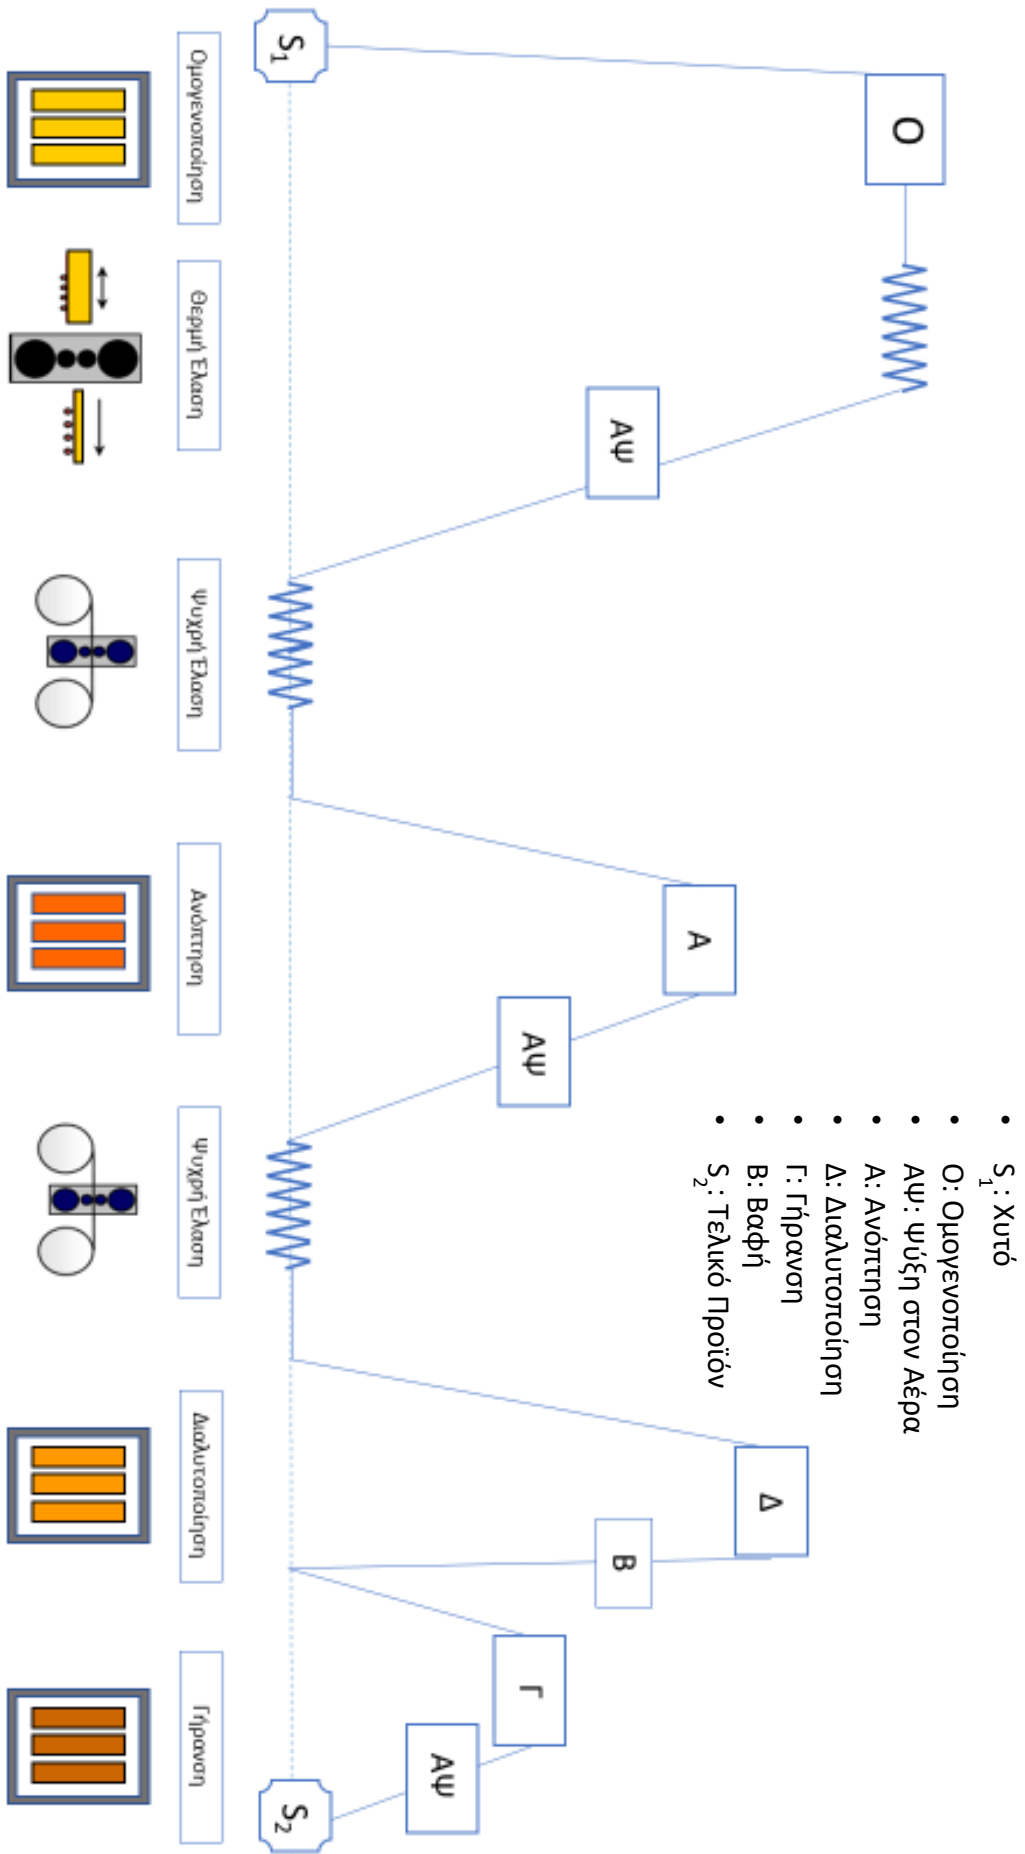 • S₁: Χυτό
• Ο: Ομογενοποίηση
• ΑΨ: Ψύξη στον Αέρα
• Α: Ανόπτηση
• Δ: Διαλυτοποίηση
• Γ: Γήρανση
• Β: Βαφή
• S₂: Τελικό Προϊόν
Ο
Δ
Α
ΑΨ
Β
ΑΨ
Γ
ΑΨ
S₁
S₂
Ομογενοποίηση
Θερμή Έλαση
Ψυχρή Έλαση
Ανόπτηση
Ψυχρή Έλαση
Διαλυτοποίηση
Γήρανση